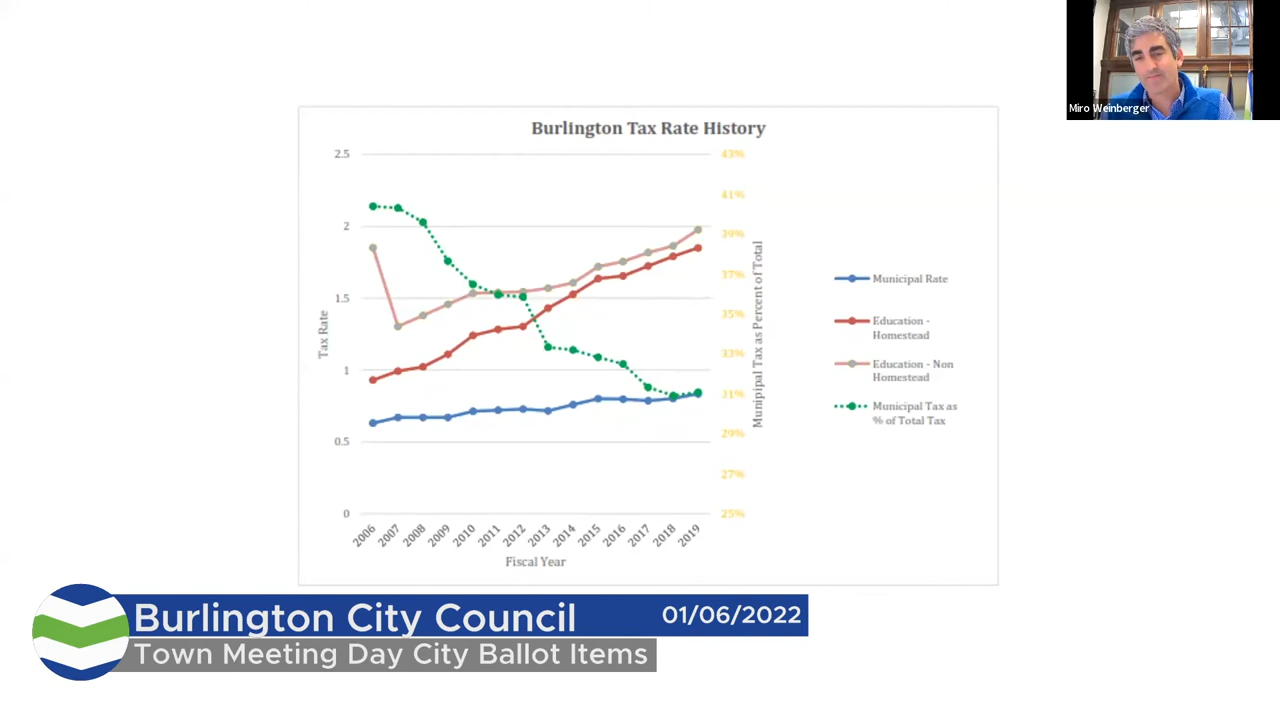 Miro Weinberger
Burlington Tax Rate History
2.5
2
1.5
1
0.5
0
Tax Rate
43%
41%
39%
37%
35%
33%
31%
29%
27%
25%
Munipipal Tax as Percent of Total
2006 2007 2008 2009 2010 2011 2012 2013 2014 2015 2016 2017 2018 2019
Fiscal Year
Municipal Rate
Education -
Homestead
Education - Non
Homestead
Municipal Tax as
% of Total Tax
Burlington City Council 01/06/2022
Town Meeting Day City Ballot Items